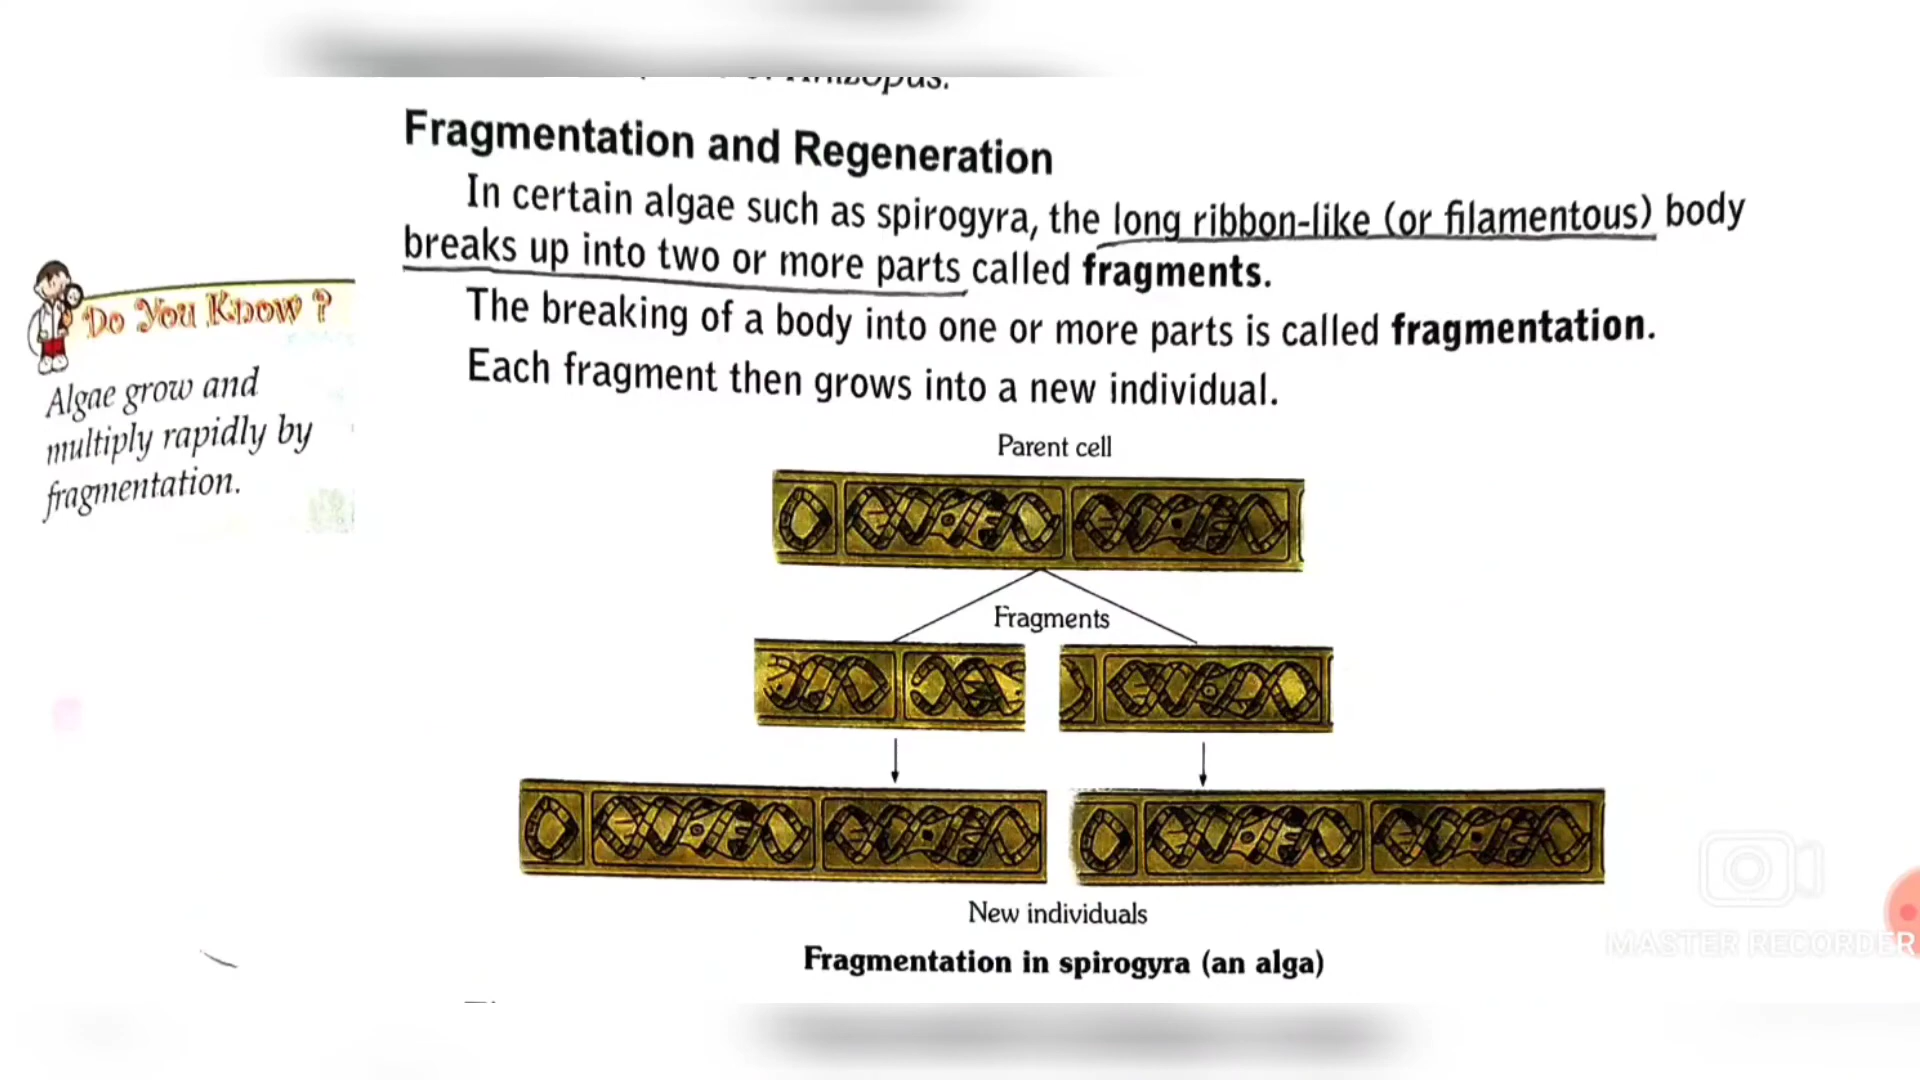 Rhizopus.
Fragmentation and Regeneration
In certain algae such as spirogyra, the long ribbon-like (or filamentous) body
breaks up into two or more parts called fragments.
The breaking of a body into one or more parts is called fragmentation.
Each fragment then grows into a new individual.
Do You Know ?
Algae grow and
multiply rapidly by
fragmentation.
Parent cell
Fragments
New individuals
Fragmentation in spirogyra (an alga)
MASTER RECORDER